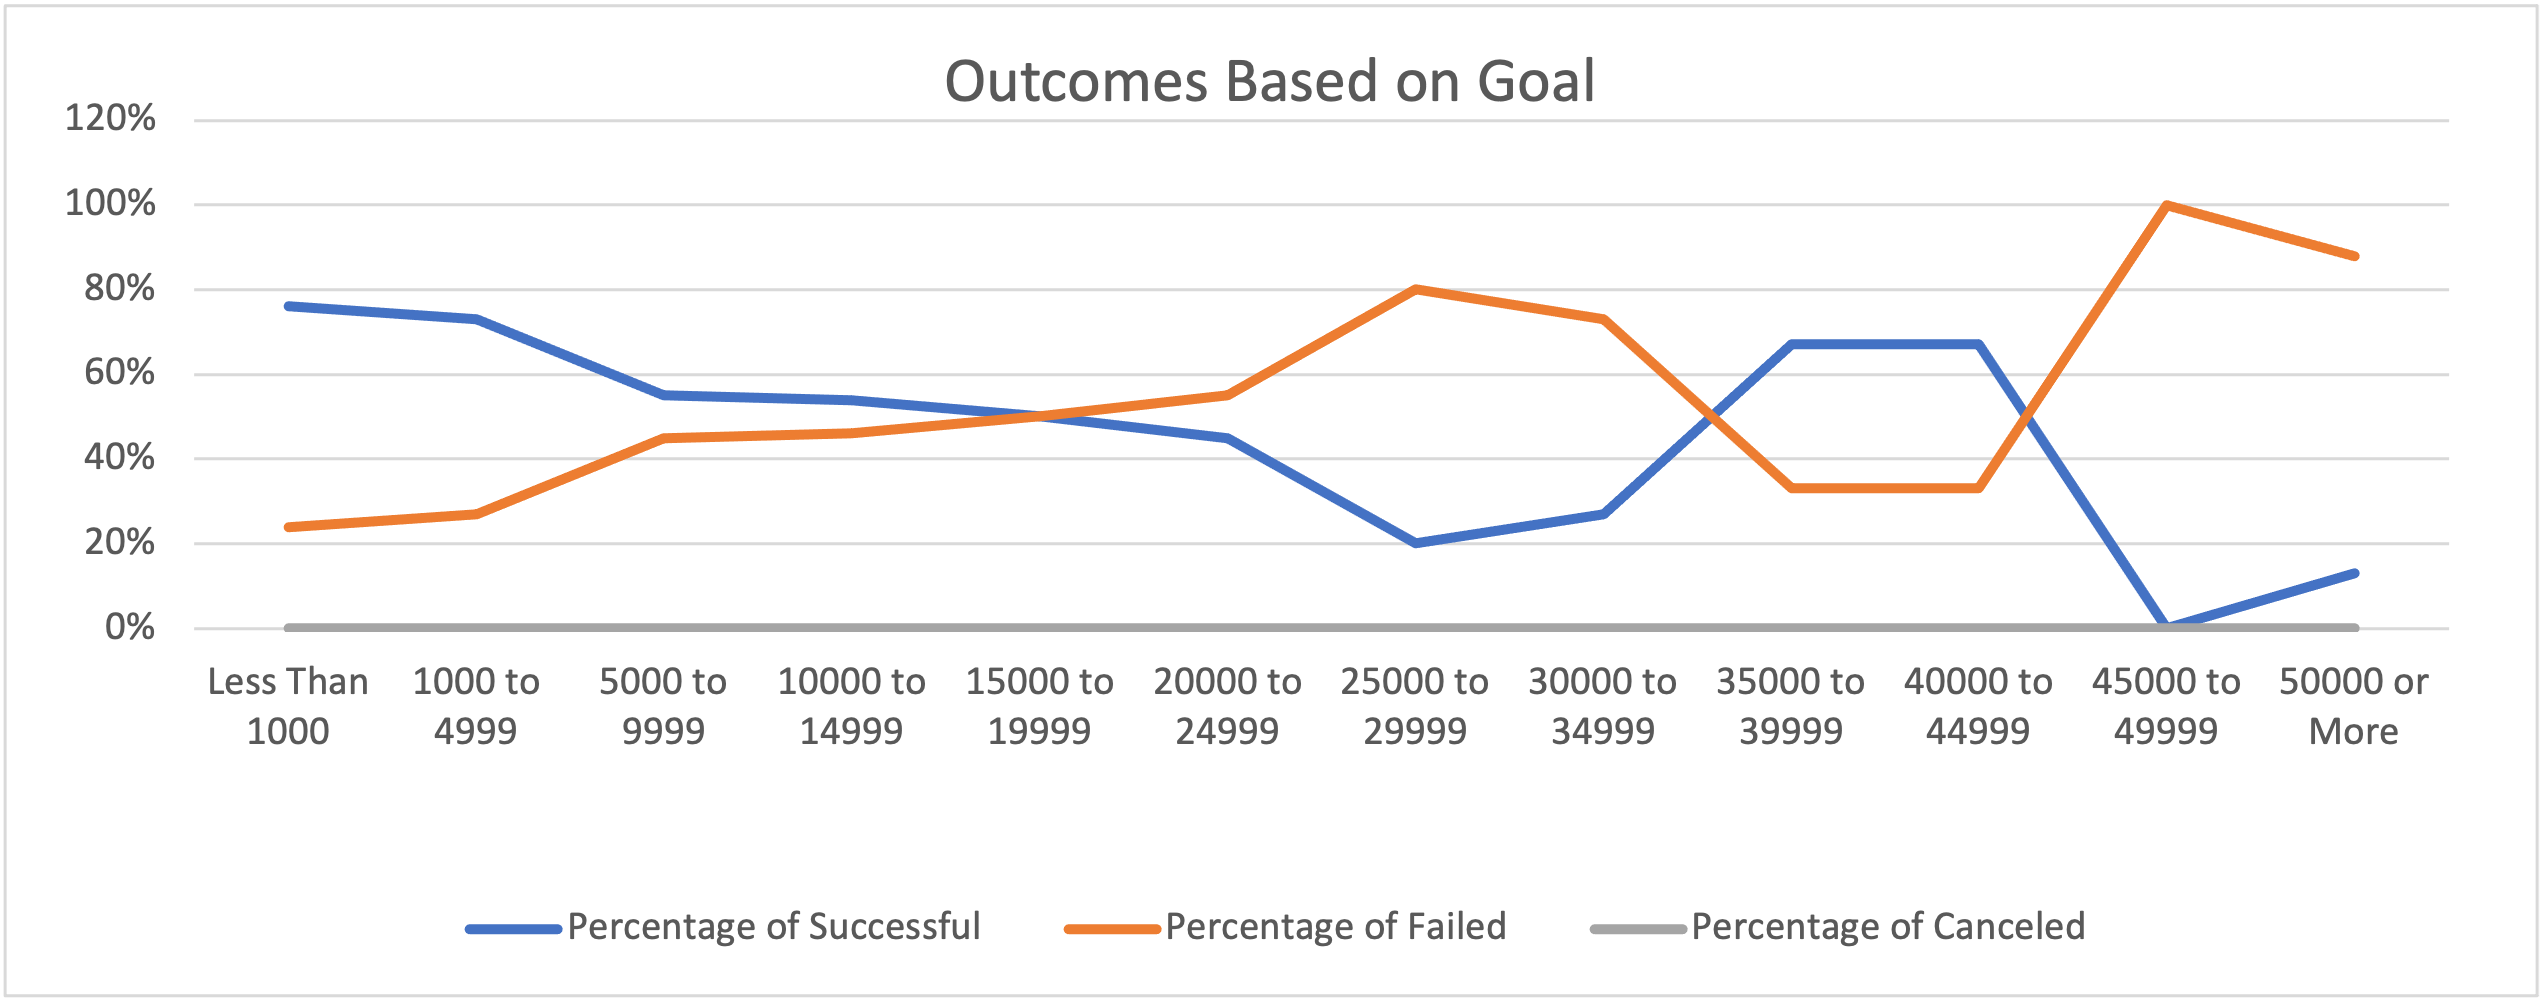 Outcomes Based on Goal
120%
100%
80%
60%
40%
20%
0%
Less Than 1000 to 5000 to 10000 to 15000 to 20000 to 25000 to 30000 to 35000 to 40000 to 45000 to 50000 or
1000 4999 9999 14999 19999 24999 29999 34999 39999 44999 49999 More
Percentage of Successful Percentage of Failed Percentage of Canceled